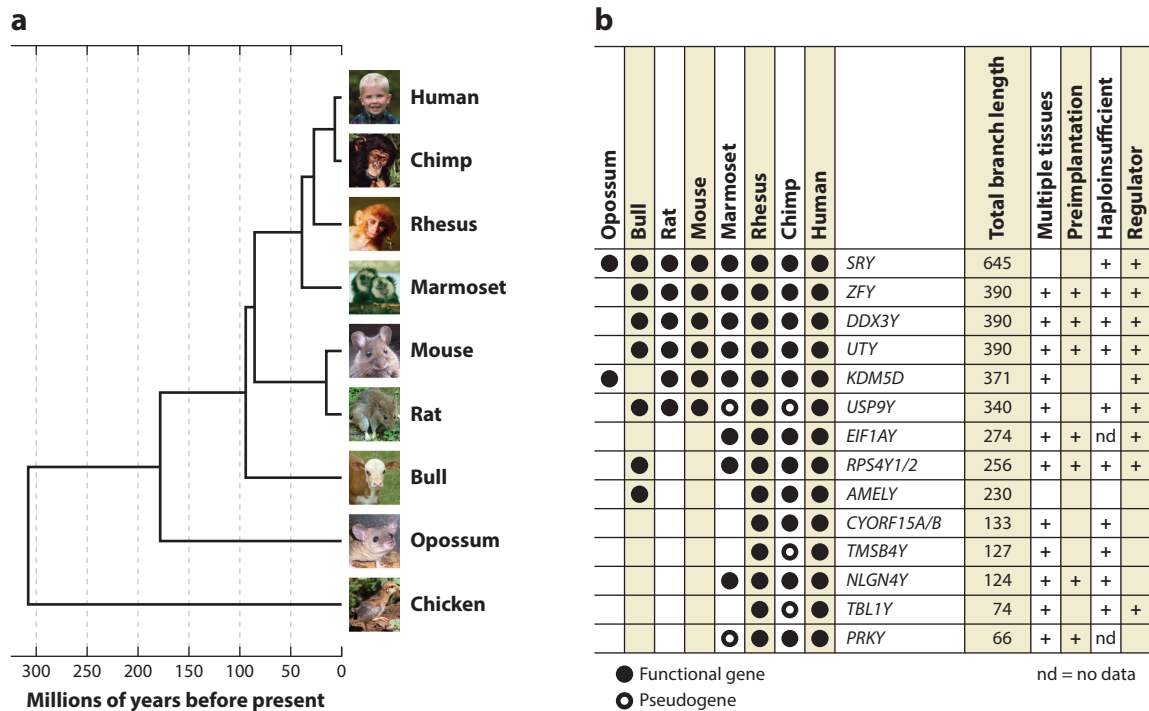 a
Human
Chimp
Rhesus
Marmoset
Mouse
Rat
Bull
Opossum
Chicken
300 250 200 150 100 50 0
Millions of years before present
b
Opossum Bull Rat Mouse Marmoset Rhesus Chimp Human Total branch length Multiple tissues Preimplantation Haploinsufficient Regulator
SRY 645 + +
ZFY 390 + + + +
DDX3Y 390 + + + +
UTY 390 + + + +
KDM5D 371 + +
USP9Y 340 + + +
EIF1AY 274 + + nd +
RPS4Y1/2 256 + + + +
AMELY 230
CYORF15A/B 133 + +
TMSB4Y 127 + +
NLGN4Y 124 + + +
TBL1Y 74 + + +
PRKY 66 + + nd
Functional gene nd = no data
Pseudogene